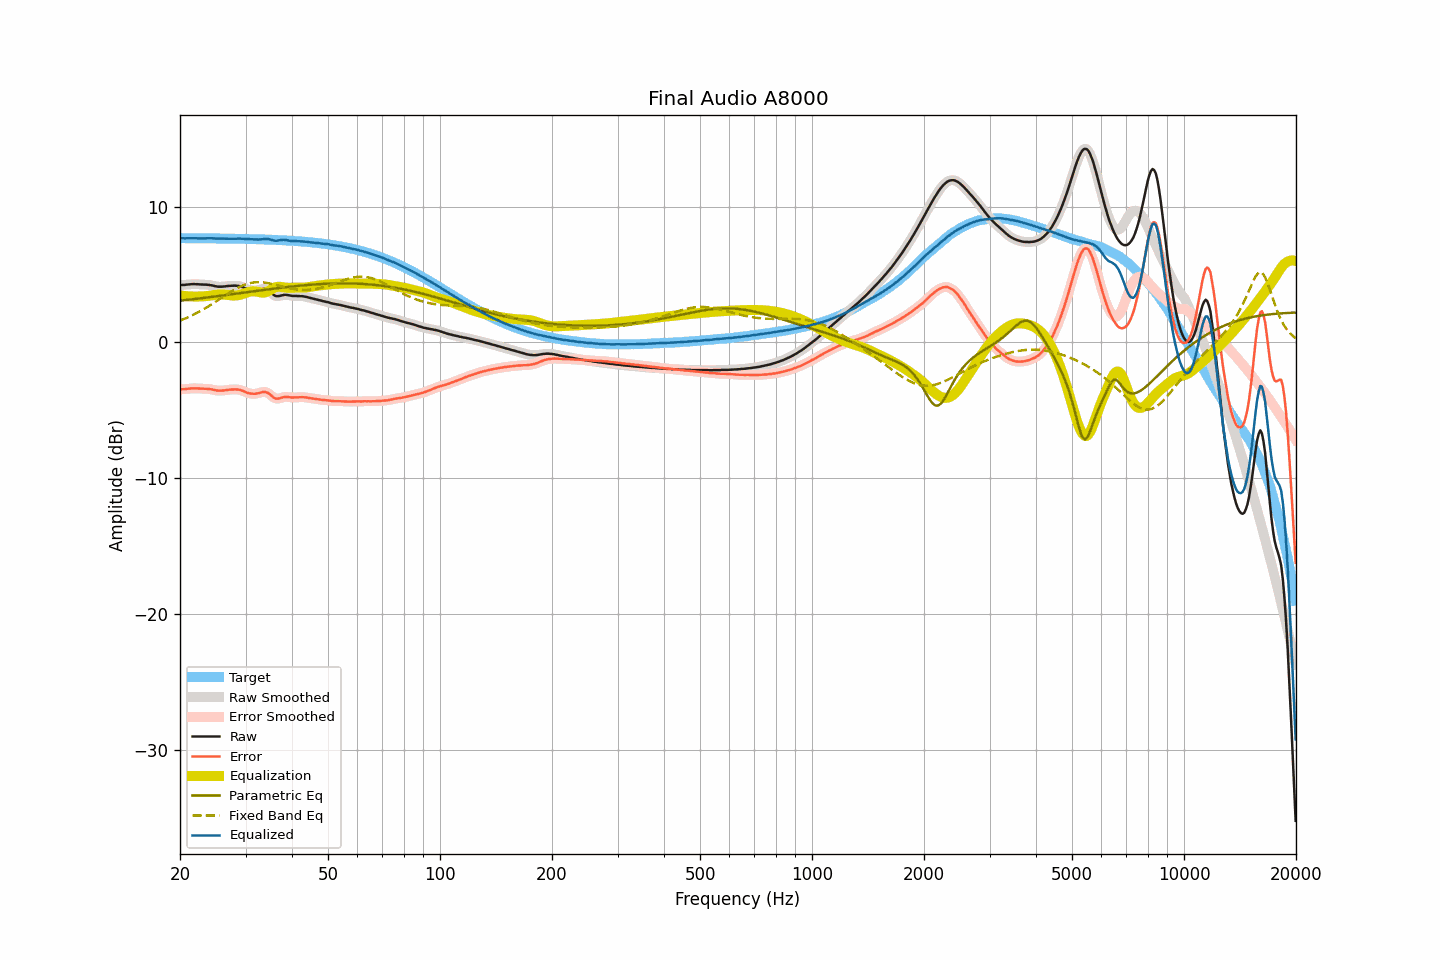 Final Audio A8000
10
0
−10
−20
−30
Amplitude (dBr)
Target
Raw Smoothed
Error Smoothed
Raw
Error
Equalization
Parametric Eq
Fixed Band Eq
Equalized
20 50 100 200 500 1000 2000 5000 10000 20000
Frequency (Hz)